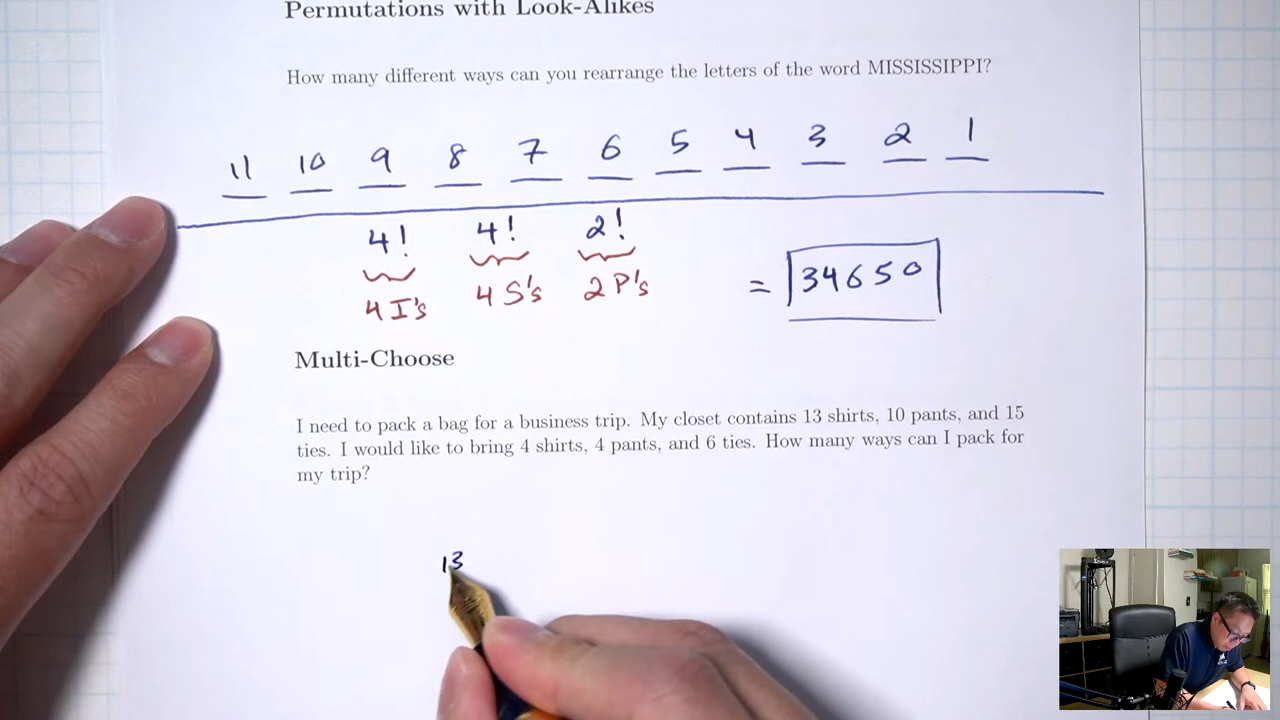 Permutations with Look-Alikes
How many different ways can you rearrange the letters of the word MISSISSIPPI?
11 10 9 8 7 6 5 4 3 2 1
4! 4! 2!
4 I's 4 S's 2 P's = 34650
Multi-Choose
I need to pack a bag for a business trip. My closet contains 13 shirts, 10 pants, and 15
ties. I would like to bring 4 shirts, 4 pants, and 6 ties. How many ways can I pack for
my trip?
13